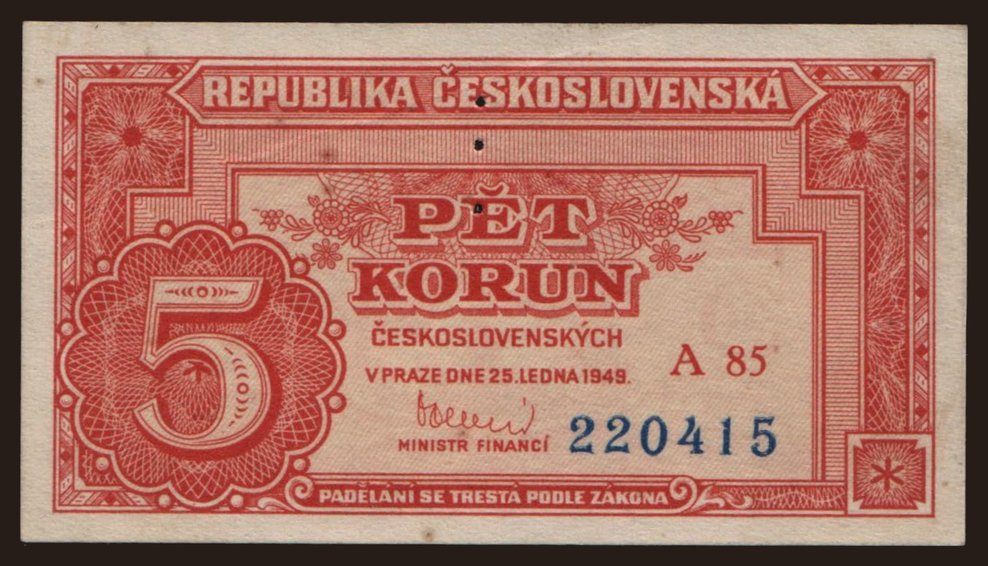 REPUBLIKA ČESKOSLOVENSKÁ
PĚT
KORUN
ČESKOSLOVENSKÝCH
V PRAZE DNE 25. LEDNA 1949.
A 85
220415
MINISTR FINANCÍ
5
PADĚLÁNÍ SE TRESTÁ PODLE ZÁKONA